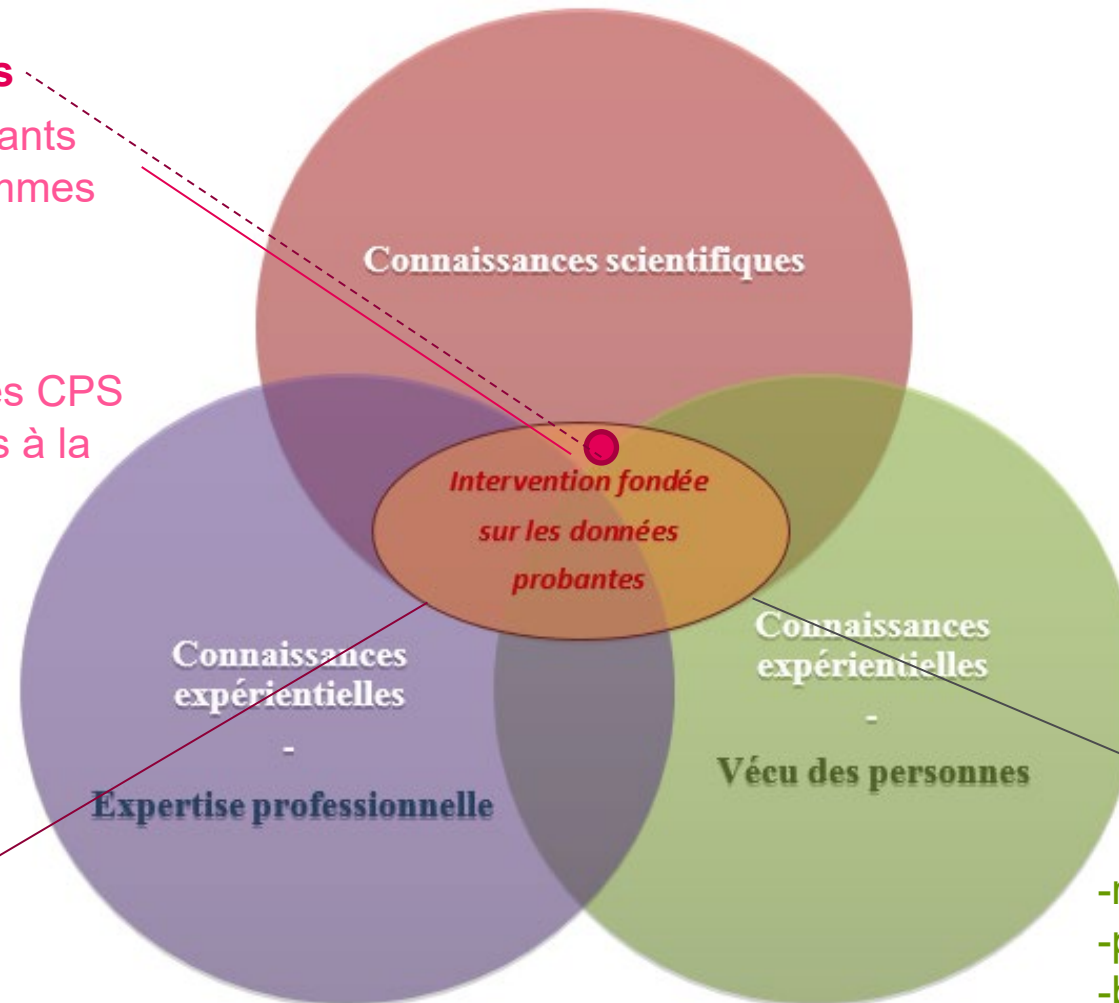 s
ants
mmes
Connaissances scientifiques
es CPS
s à la
Intervention fondée
sur les données
probantes
Connaissances
expérientielles
-
Expertise professionnelle
Connaissances
expérientielles
-
Vécu des personnes